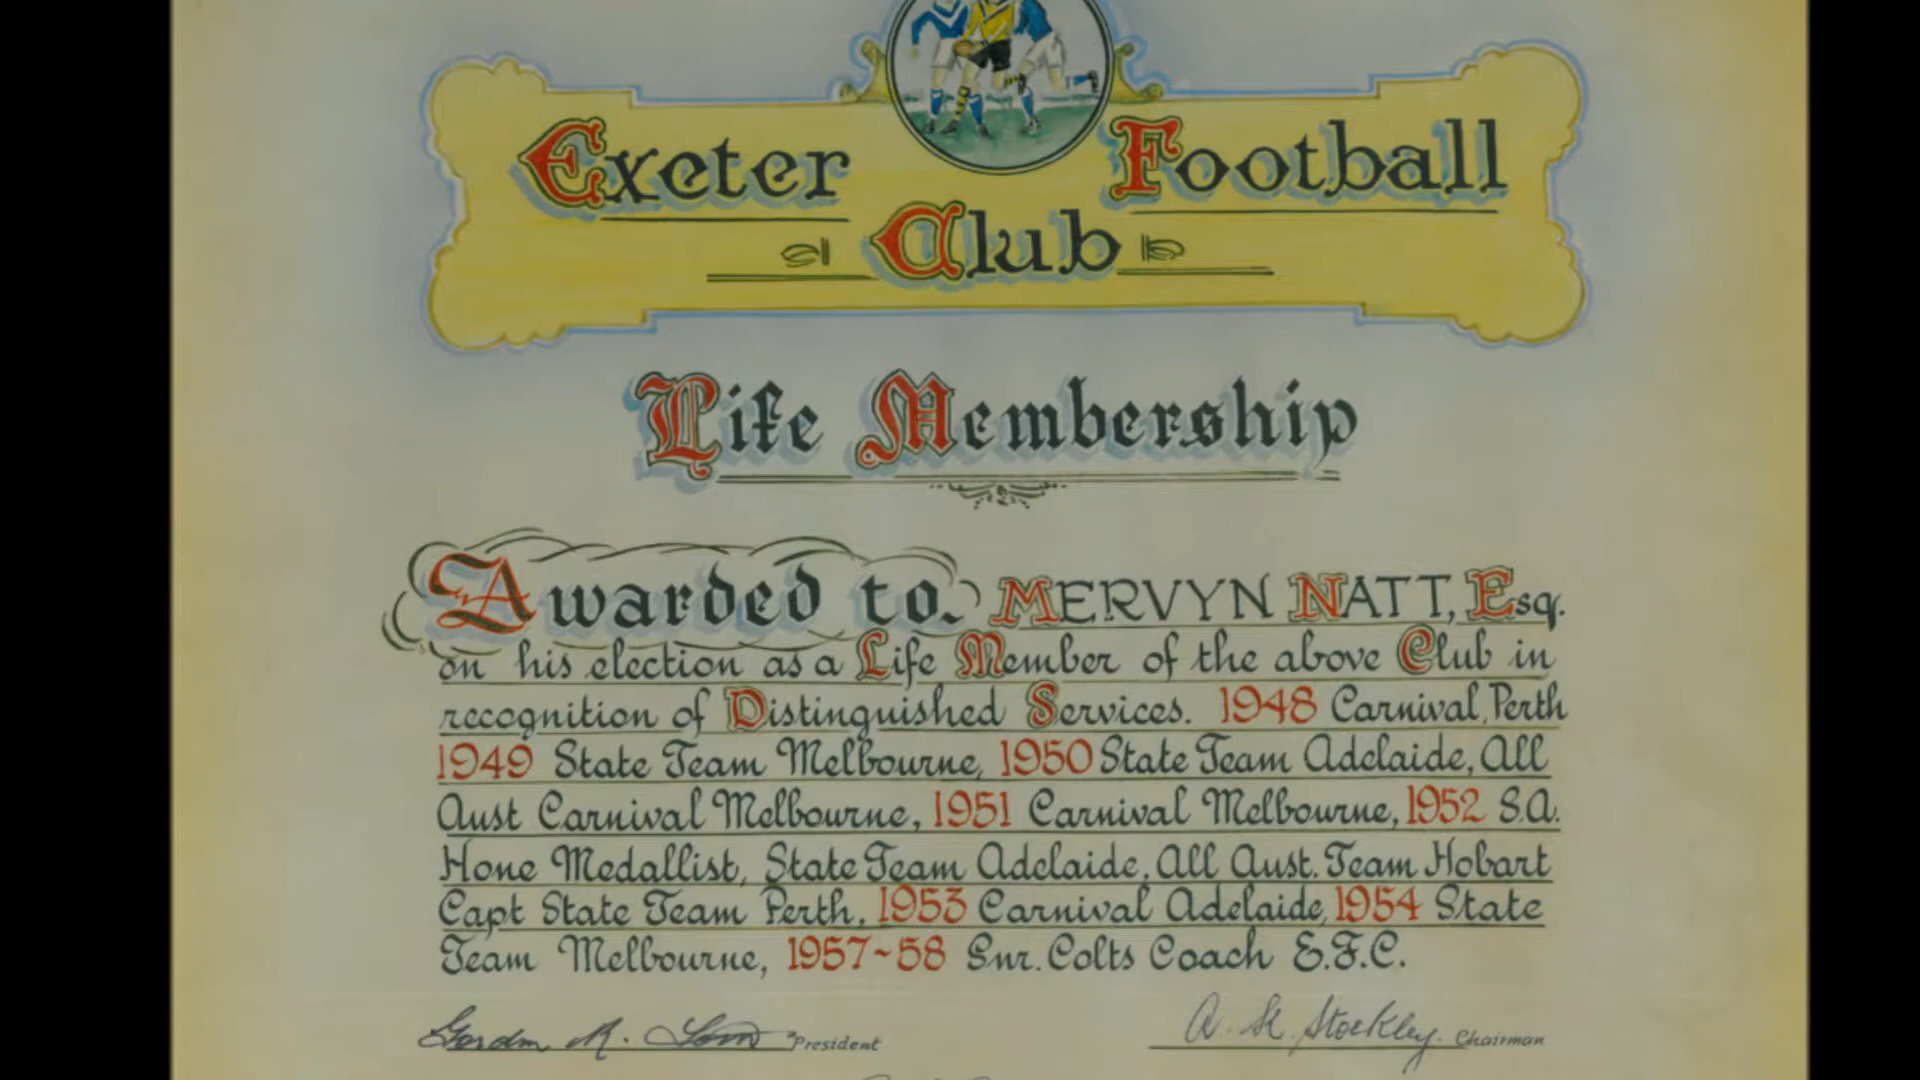 Exeter Football
Club
Life Membership
Awarded to. MERVYN NATT, Esq.
on his election as a Life Member of the above Club in
recognition of Distinguished Services. 1948 Carnival, Perth
1949 State Team Melbourne, 1950 State Team Adelaide, All
Aust Carnival Melbourne, 1951 Carnival Melbourne, 1952 S.A.
Hone Medallist, State Team Adelaide, All Aust. Team Hobart
Capt State Team Perth, 1953 Carnival Adelaide, 1954 State
Team Melbourne, 1957~58 Snr. Colts Coach E.F.C.
Gordon R. President
Stockley. Chairman